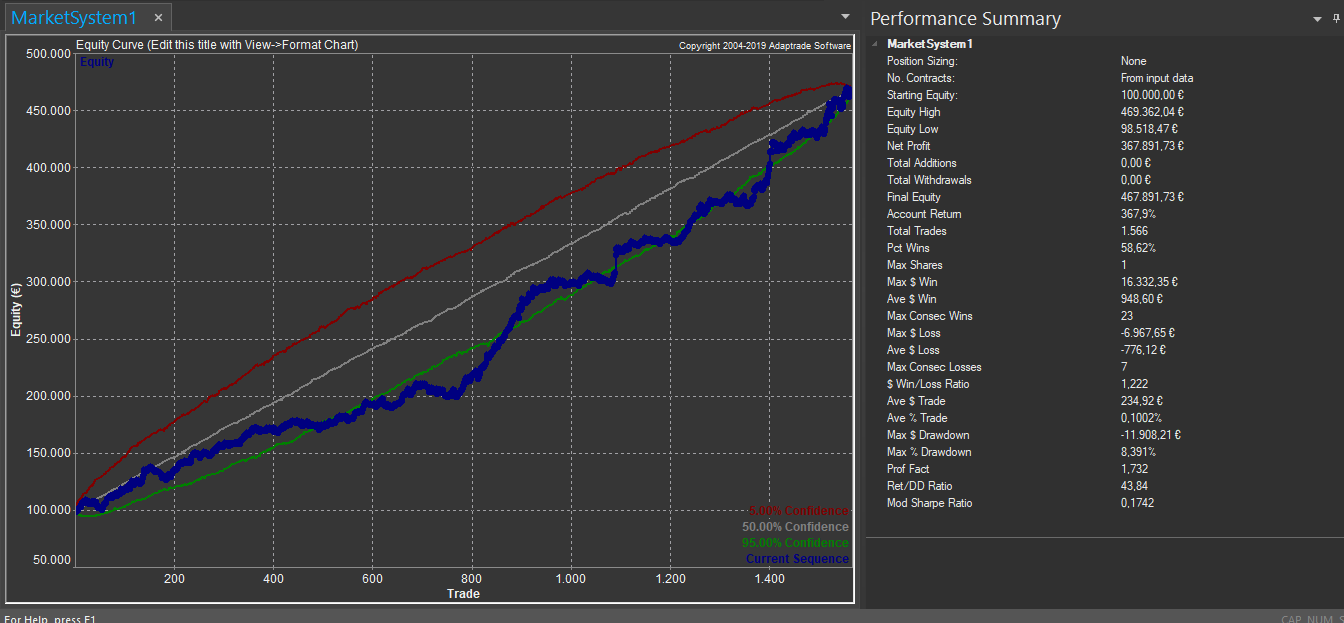 MarketSystem1 ×
Equity Curve (Edit this title with View->Format Chart)
Copyright 2004-2019 Adaptrade Software
Equity
500.000
450.000
400.000
350.000
300.000
250.000
200.000
150.000
100.000
50.000
Equity (€)
5.00% Confidence
50.00% Confidence
95.00% Confidence
Current Sequence
200 400 600 800 1.000 1.200 1.400
Trade
Performance Summary
MarketSystem1
Position Sizing: None
No. Contracts: From input data
Starting Equity: 100.000,00 €
Equity High 469.362,04 €
Equity Low 98.518,47 €
Net Profit 367.891,73 €
Total Additions 0,00 €
Total Withdrawals 0,00 €
Final Equity 467.891,73 €
Account Return 367,9%
Total Trades 1.566
Pct Wins 58,62%
Max Shares 1
Max $ Win 16.332,35 €
Ave $ Win 948,60 €
Max Consec Wins 23
Max $ Loss -6.967,65 €
Ave $ Loss -776,12 €
Max Consec Losses 7
$ Win/Loss Ratio 1,222
Ave $ Trade 234,92 €
Ave % Trade 0,1002%
Max $ Drawdown -11.908,21 €
Max % Drawdown 8,391%
Prof Fact 1,732
Ret/DD Ratio 43,84
Mod Sharpe Ratio 0,1742
For Help, press F1
CAP NUM S